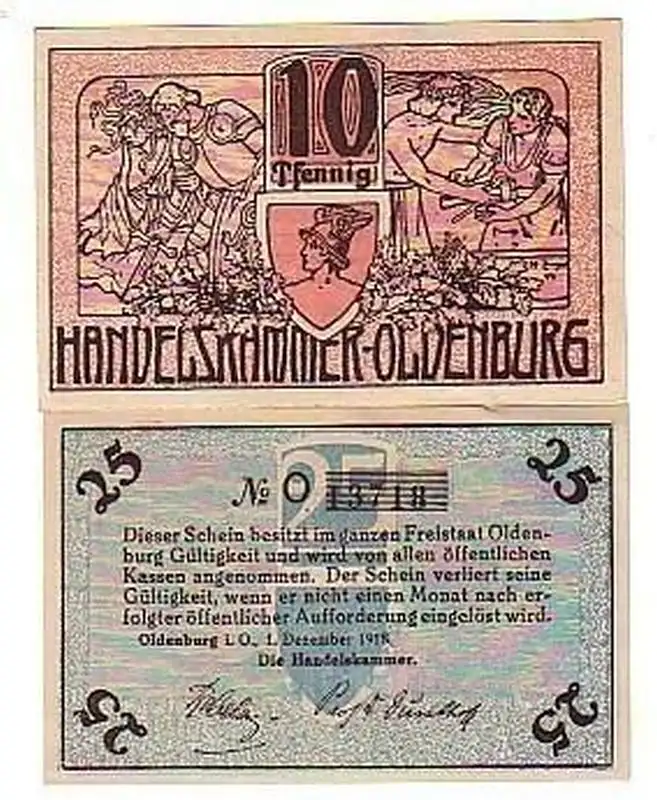 10
Pfennig
HANDELSKAMMER-OLDENBURG
25 25
No O 13718
Dieser Schein besitzt im ganzen Freistaat Olden-
burg Gültigkeit und wird von allen öffentlichen
Kassen angenommen. Der Schein verliert seine
Gültigkeit, wenn er nicht einen Monat nach er-
folgter öffentlicher Aufforderung eingelöst wird.
Oldenburg i. O., 1. Dezember 1918.
Die Handelskammer.
25 25